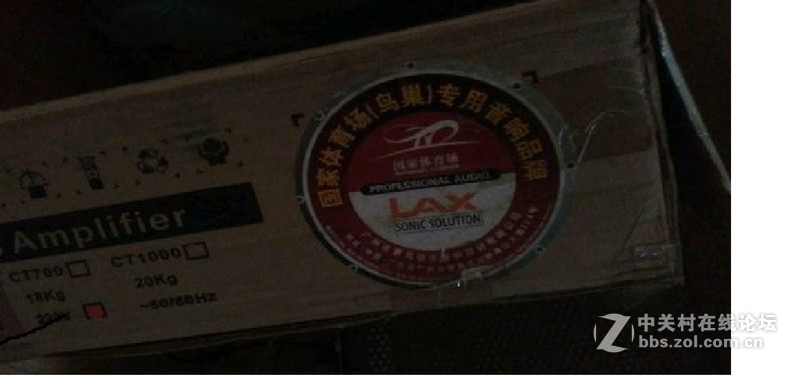 国家体育场(鸟巢)专用音响品牌
国家体育场
PROFESSIONAL AUDIO
LAX
SONIC SOLUTION
Amplifier
CT700 CT1000
18Kg 20Kg
220V ~50/60Hz
中关村在线论坛
bbs.zol.com.cn